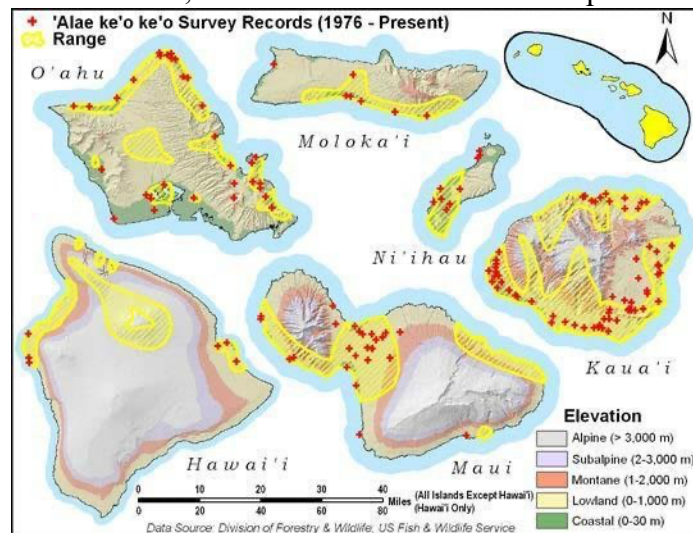 'Alae ke'o ke'o Survey Records (1976 - Present)
Range
N
O'ahu
Moloka'i
Ni'ihau
Kaua'i
Hawai'i
Maui
Elevation
Alpine (> 3,000 m)
Subalpine (2-3,000 m)
Montane (1-2,000 m)
Lowland (0-1,000 m)
Coastal (0-30 m)
0 10 20 30 40
Miles (All Islands Except Hawai'i)
(Hawai'i Only)
0 20 40 60 80
Data Source: Division of Forestry & Wildlife; US Fish & Wildlife Service